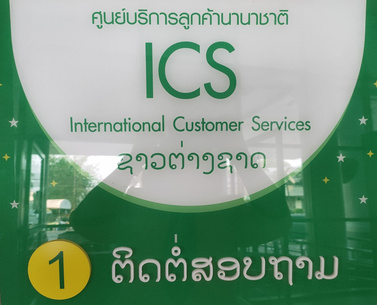 ศูนย์บริการลูกค้านานาชาติ
ICS
International Customer Services
ຊາວຕ່າງຊາດ
1 ຕິດຕໍ່ສອບຖາມ